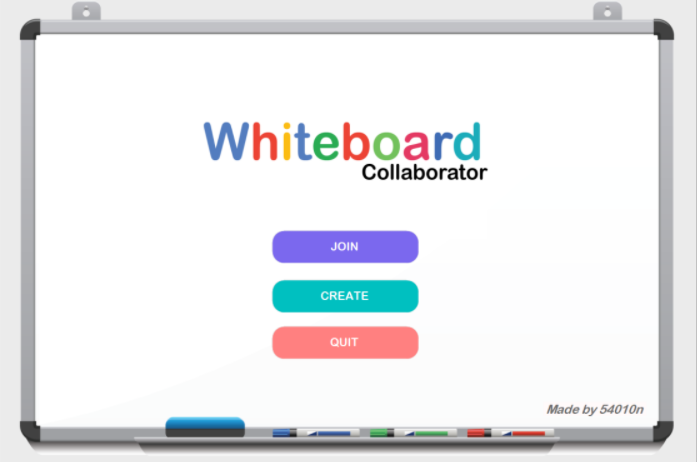 Whiteboard
Collaborator
JOIN
CREATE
QUIT
Made by 54010n